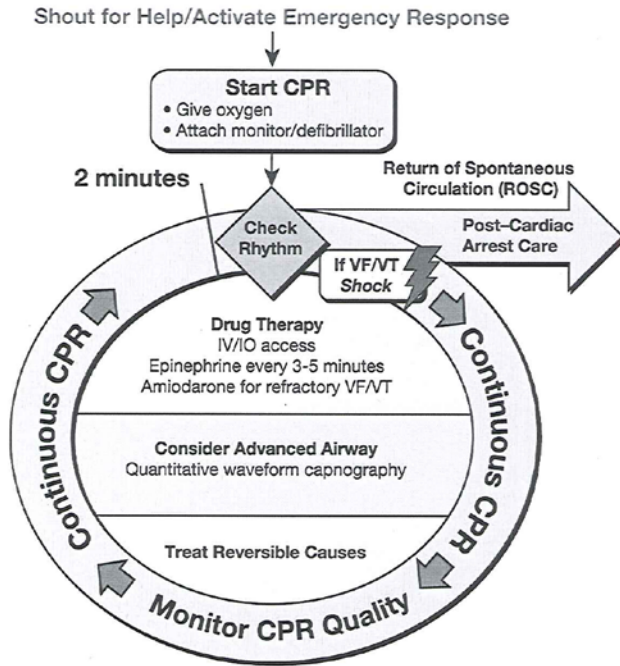 Shout for Help/Activate Emergency Response
Start CPR
• Give oxygen
• Attach monitor/defibrillator
2 minutes
Return of Spontaneous
Circulation (ROSC)
Check
Rhythm
Post–Cardiac
Arrest Care
If VF/VT
Shock
Drug Therapy
IV/IO access
Epinephrine every 3-5 minutes
Amiodarone for refractory VF/VT
Consider Advanced Airway
Quantitative waveform capnography
Treat Reversible Causes
Continuous CPR
Continuous CPR
Monitor CPR Quality